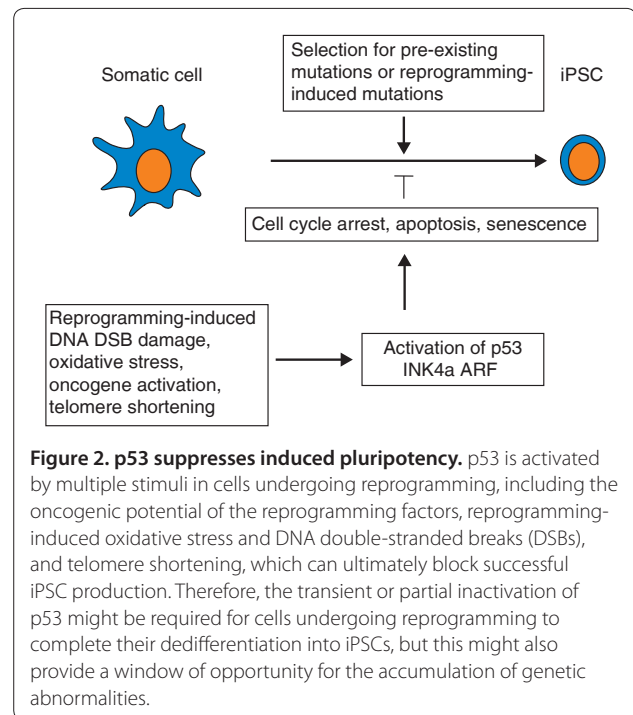 Selection for pre-existing
mutations or reprogramming-
induced mutations
Somatic cell
iPSC
Cell cycle arrest, apoptosis, senescence
Reprogramming-induced
DNA DSB damage,
oxidative stress,
oncogene activation,
telomere shortening
Activation of p53
INK4a ARF
Figure 2. p53 suppresses induced pluripotency. p53 is activated
by multiple stimuli in cells undergoing reprogramming, including the
oncogenic potential of the reprogramming factors, reprogramming-
induced oxidative stress and DNA double-stranded breaks (DSBs),
and telomere shortening, which can ultimately block successful
iPSC production. Therefore, the transient or partial inactivation of
p53 might be required for cells undergoing reprogramming to
complete their dedifferentiation into iPSCs, but this might also
provide a window of opportunity for the accumulation of genetic
abnormalities.